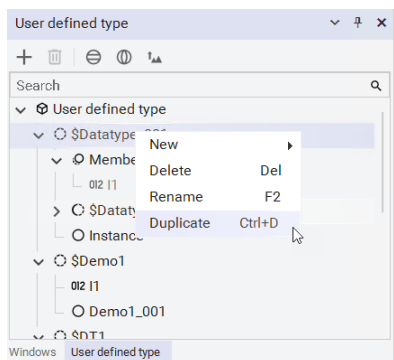 User defined type
Search
User defined type
$Datatype_001
New
Membe
Delete Del
012 I1
Rename F2
$Dataty
Duplicate Ctrl+D
Instance
$Demo1
012 I1
Demo1_001
$DT1
Windows User defined type